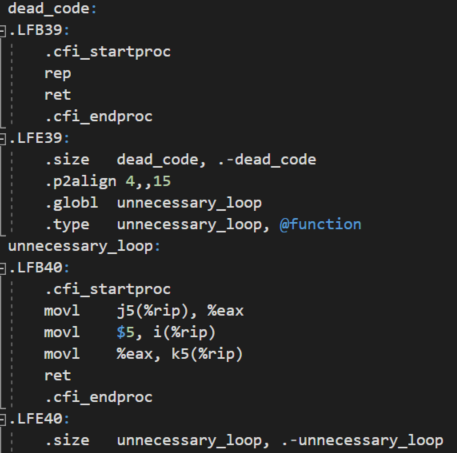 dead_code:
.LFB39:
.cfi_startproc
rep
ret
.cfi_endproc
.LFE39:
.size dead_code, .-dead_code
.p2align 4,,15
.globl unnecessary_loop
.type unnecessary_loop, @function
unnecessary_loop:
.LFB40:
.cfi_startproc
movl j5(%rip), %eax
movl $5, i(%rip)
movl %eax, k5(%rip)
ret
.cfi_endproc
.LFE40:
.size unnecessary_loop, .-unnecessary_loop